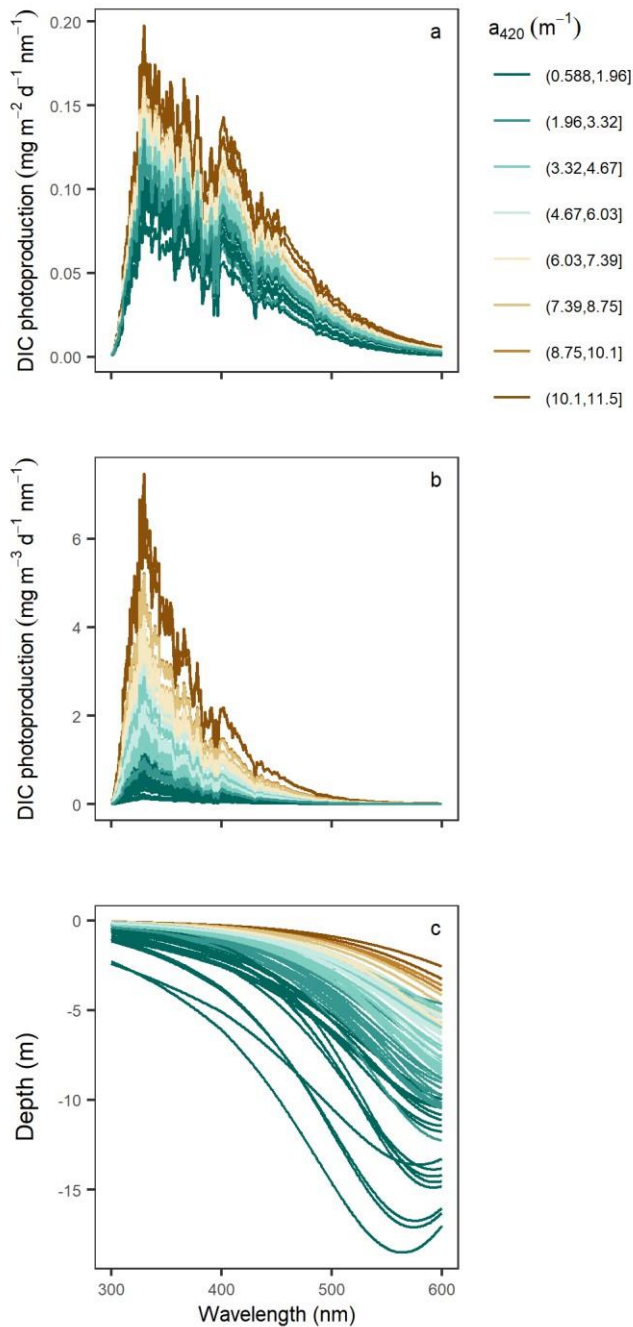 a
DIC photoproduction (mg m⁻² d⁻¹ nm⁻¹)
0.20
0.15
0.10
0.05
0.00
a₄₂₀ (m⁻¹)
(0.588,1.96]
(1.96,3.32]
(3.32,4.67]
(4.67,6.03]
(6.03,7.39]
(7.39,8.75]
(8.75,10.1]
(10.1,11.5]
b
DIC photoproduction (mg m⁻³ d⁻¹ nm⁻¹)
6
4
2
0
c
Depth (m)
0
-5
-10
-15
300 400 500 600
Wavelength (nm)